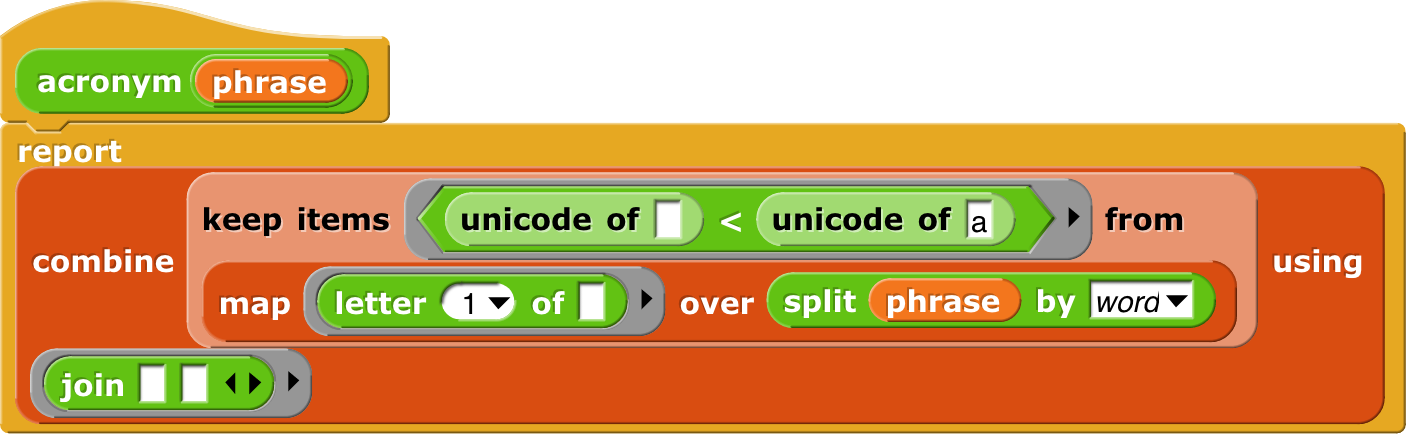 acronym phrase
report
keep items unicode of < unicode of a from
combine using
map letter 1 of over split phrase by word
join